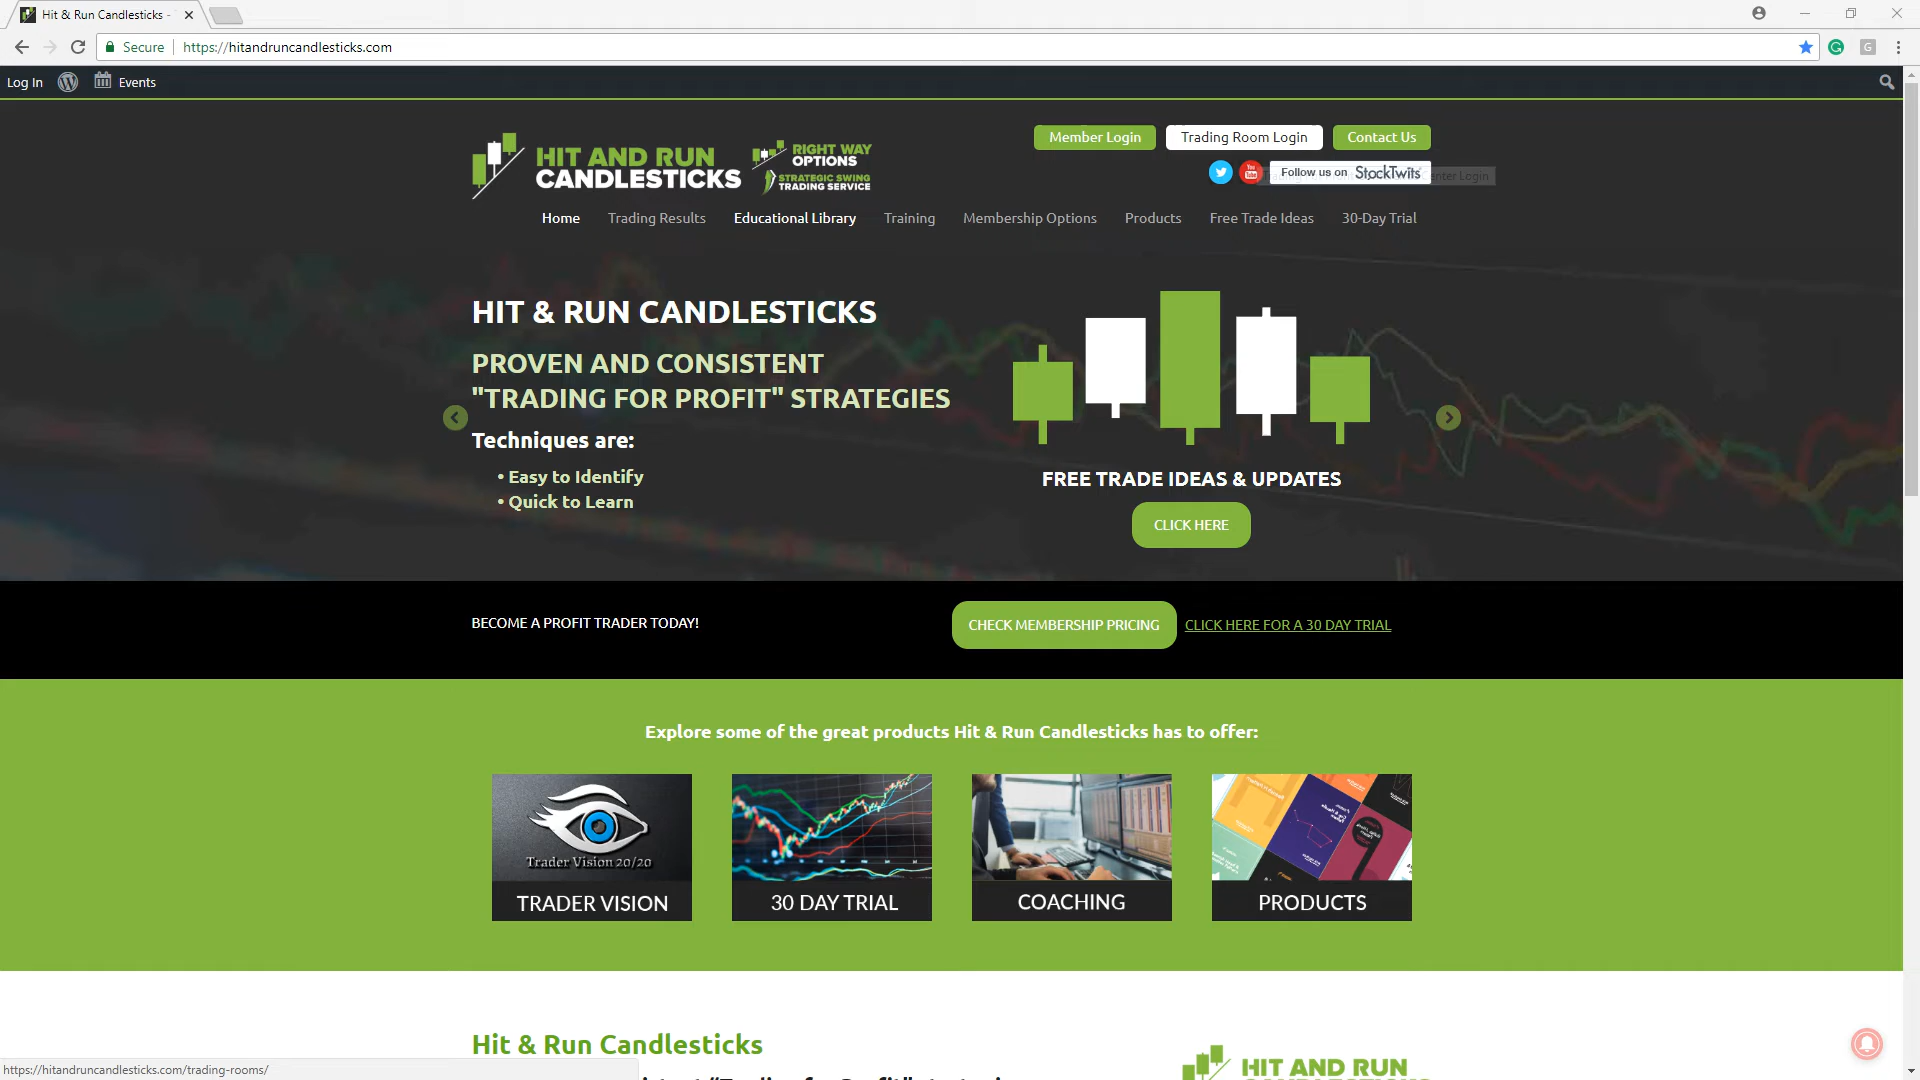 Hit & Run Candlesticks -
Secure
https://hitandruncandlesticks.com
Log In
Events
Member Login
Trading Room Login
Contact Us
HIT AND RUN
CANDLESTICKS
RIGHT WAY
OPTIONS
STRATEGIC SWING
TRADING SERVICE
You
Follow us on StockTwits
enter Login
Home
Trading Results
Educational Library
Training
Membership Options
Products
Free Trade Ideas
30-Day Trial
HIT & RUN CANDLESTICKS
PROVEN AND CONSISTENT
"TRADING FOR PROFIT" STRATEGIES
Techniques are:
• Easy to Identify
• Quick to Learn
FREE TRADE IDEAS & UPDATES
CLICK HERE
BECOME A PROFIT TRADER TODAY!
CHECK MEMBERSHIP PRICING
CLICK HERE FOR A 30 DAY TRIAL
Explore some of the great products Hit & Run Candlesticks has to offer:
Trader Vision 20/20
TRADER VISION
30 DAY TRIAL
COACHING
PRODUCTS
Hit & Run Candlesticks
HIT AND RUN
https://hitandruncandlesticks.com/trading-rooms/